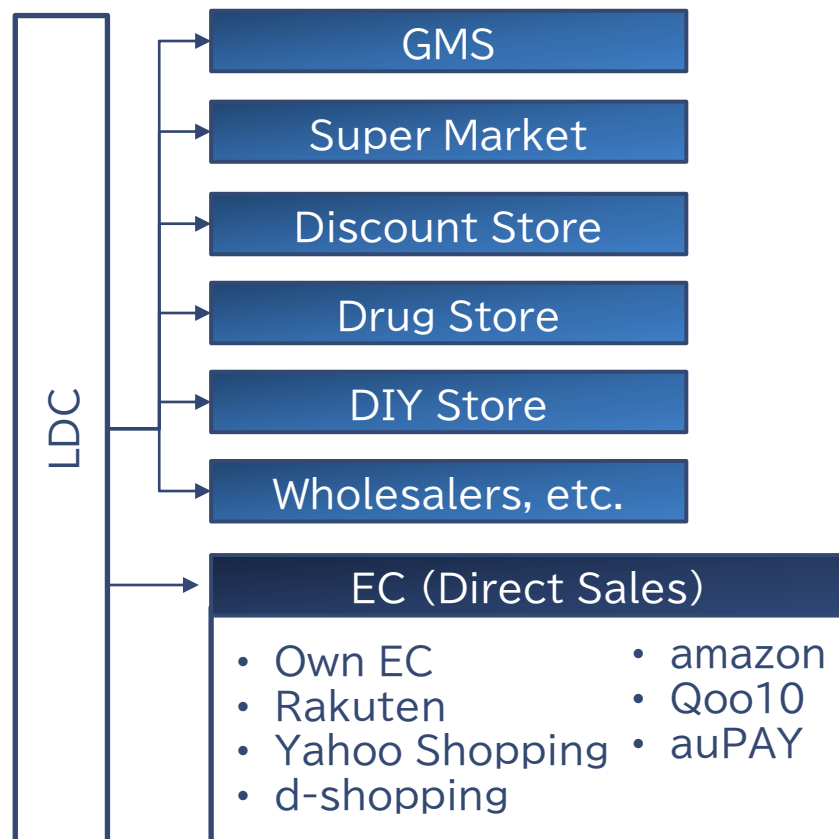 LDC
GMS
Super Market
Discount Store
Drug Store
DIY Store
Wholesalers, etc.
EC (Direct Sales)
• Own EC
• Rakuten
• Yahoo Shopping
• d-shopping
• amazon
• Qoo10
• auPAY